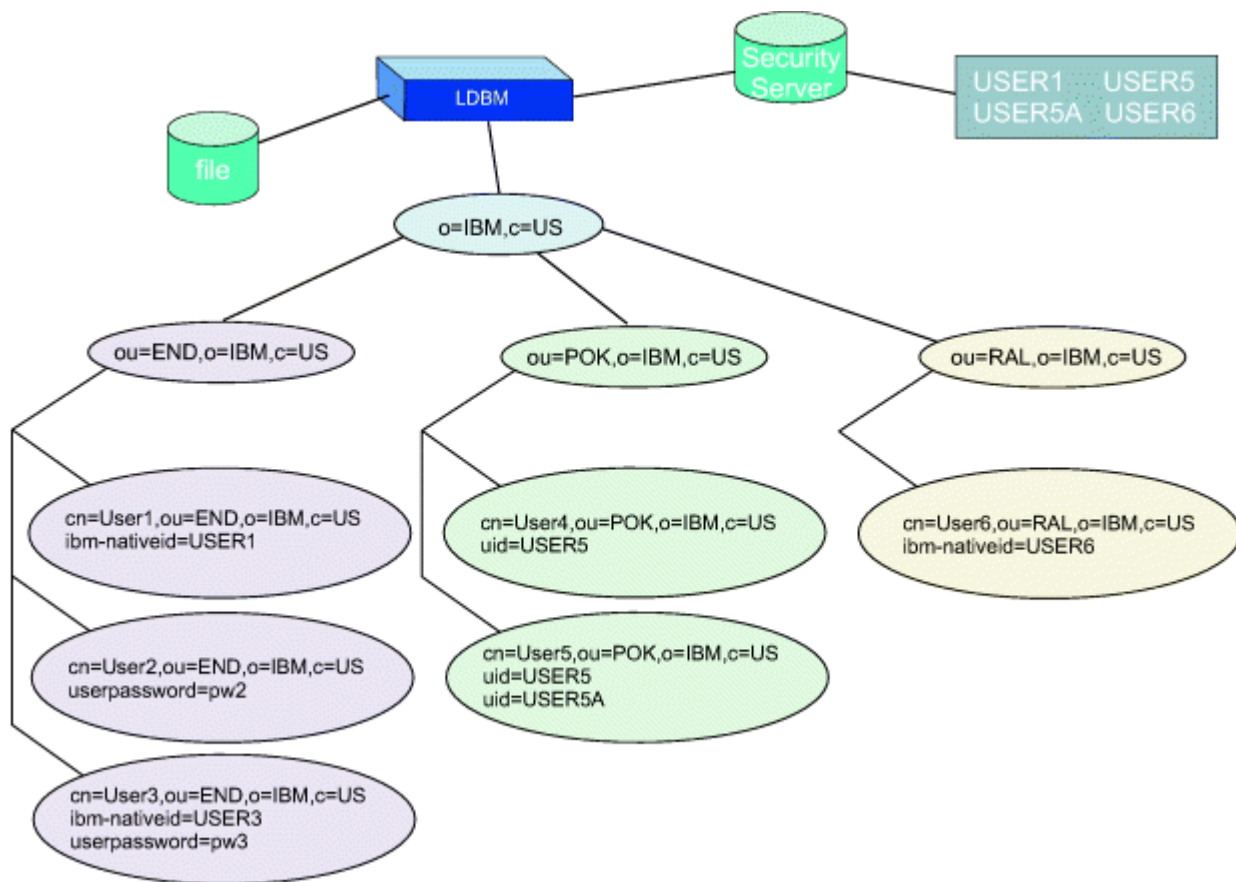 Security
Server
USER1 USER5
USER5A USER6
LDBM
file
o=IBM,c=US
ou=END,o=IBM,c=US
ou=POK,o=IBM,c=US
ou=RAL,o=IBM,c=US
cn=User1,ou=END,o=IBM,c=US
ibm-nativeid=USER1
cn=User4,ou=POK,o=IBM,c=US
uid=USER5
cn=User6,ou=RAL,o=IBM,c=US
ibm-nativeid=USER6
cn=User2,ou=END,o=IBM,c=US
userpassword=pw2
cn=User5,ou=POK,o=IBM,c=US
uid=USER5
uid=USER5A
cn=User3,ou=END,o=IBM,c=US
ibm-nativeid=USER3
userpassword=pw3